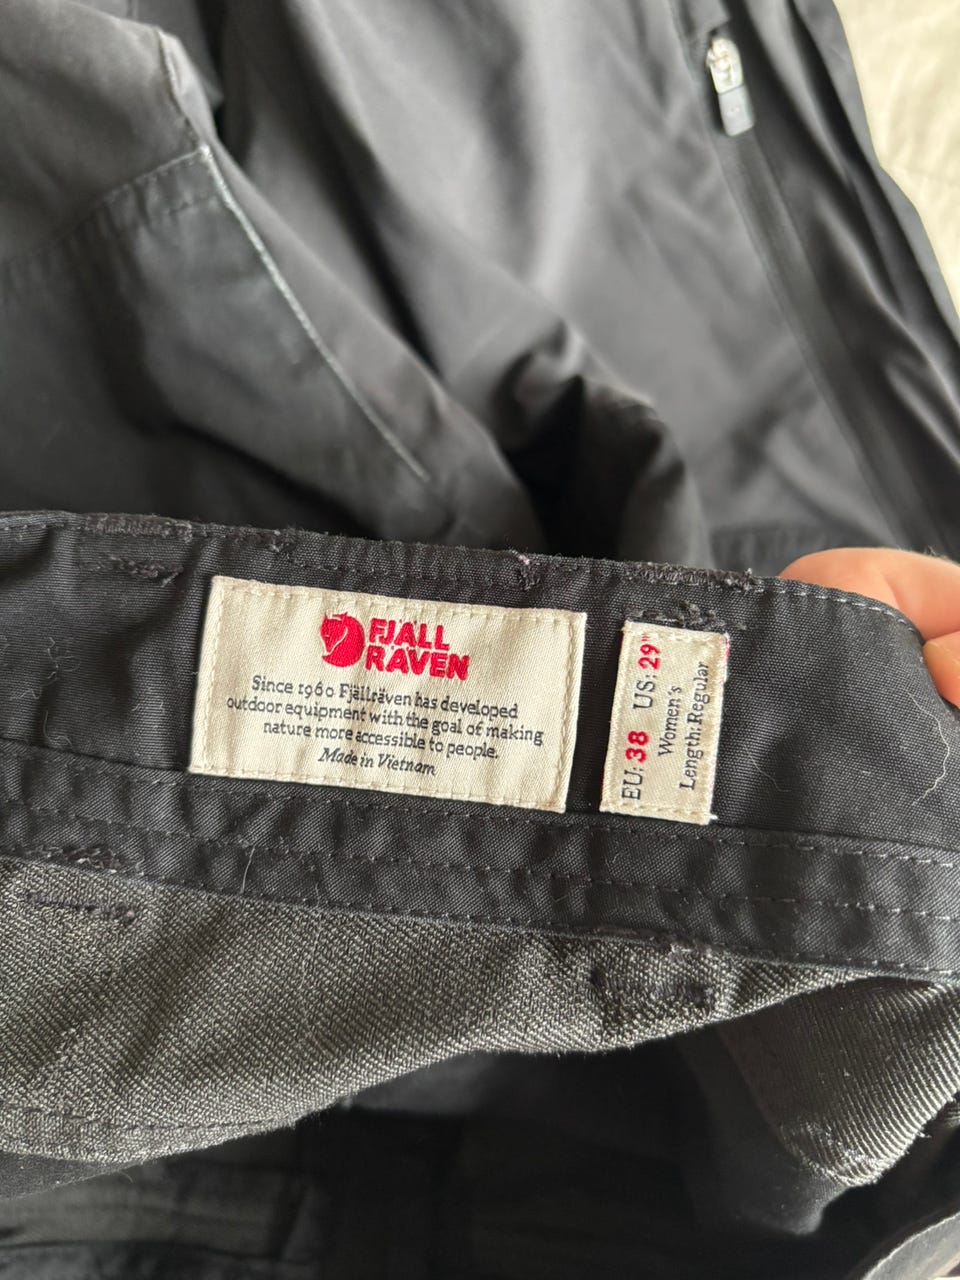 FJÄLL
RÄVEN
Since 1960 Fjällräven has developed
outdoor equipment with the goal of making
nature more accessible to people.
Made in Vietnam
EU: 38 US: 29"
Women's
Length: Regular